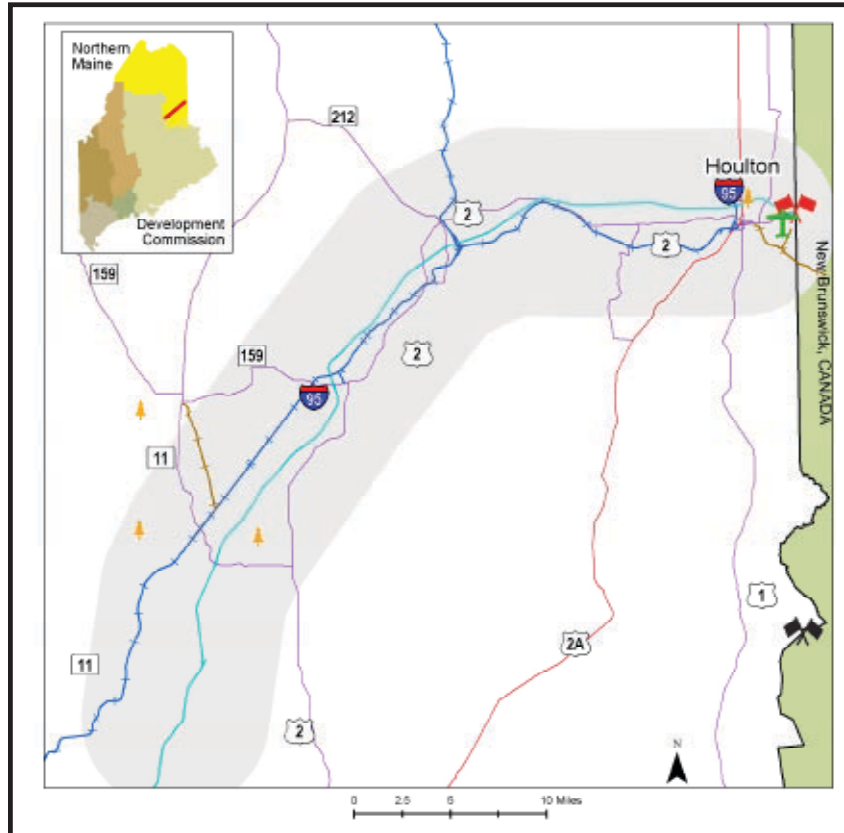 Northern
Maine
Development
Commission
212
Houlton
95
2
2
159
New Brunswick, CANADA
2
159
95
11
1
2A
11
2
N
0 2.5 5 10 Miles